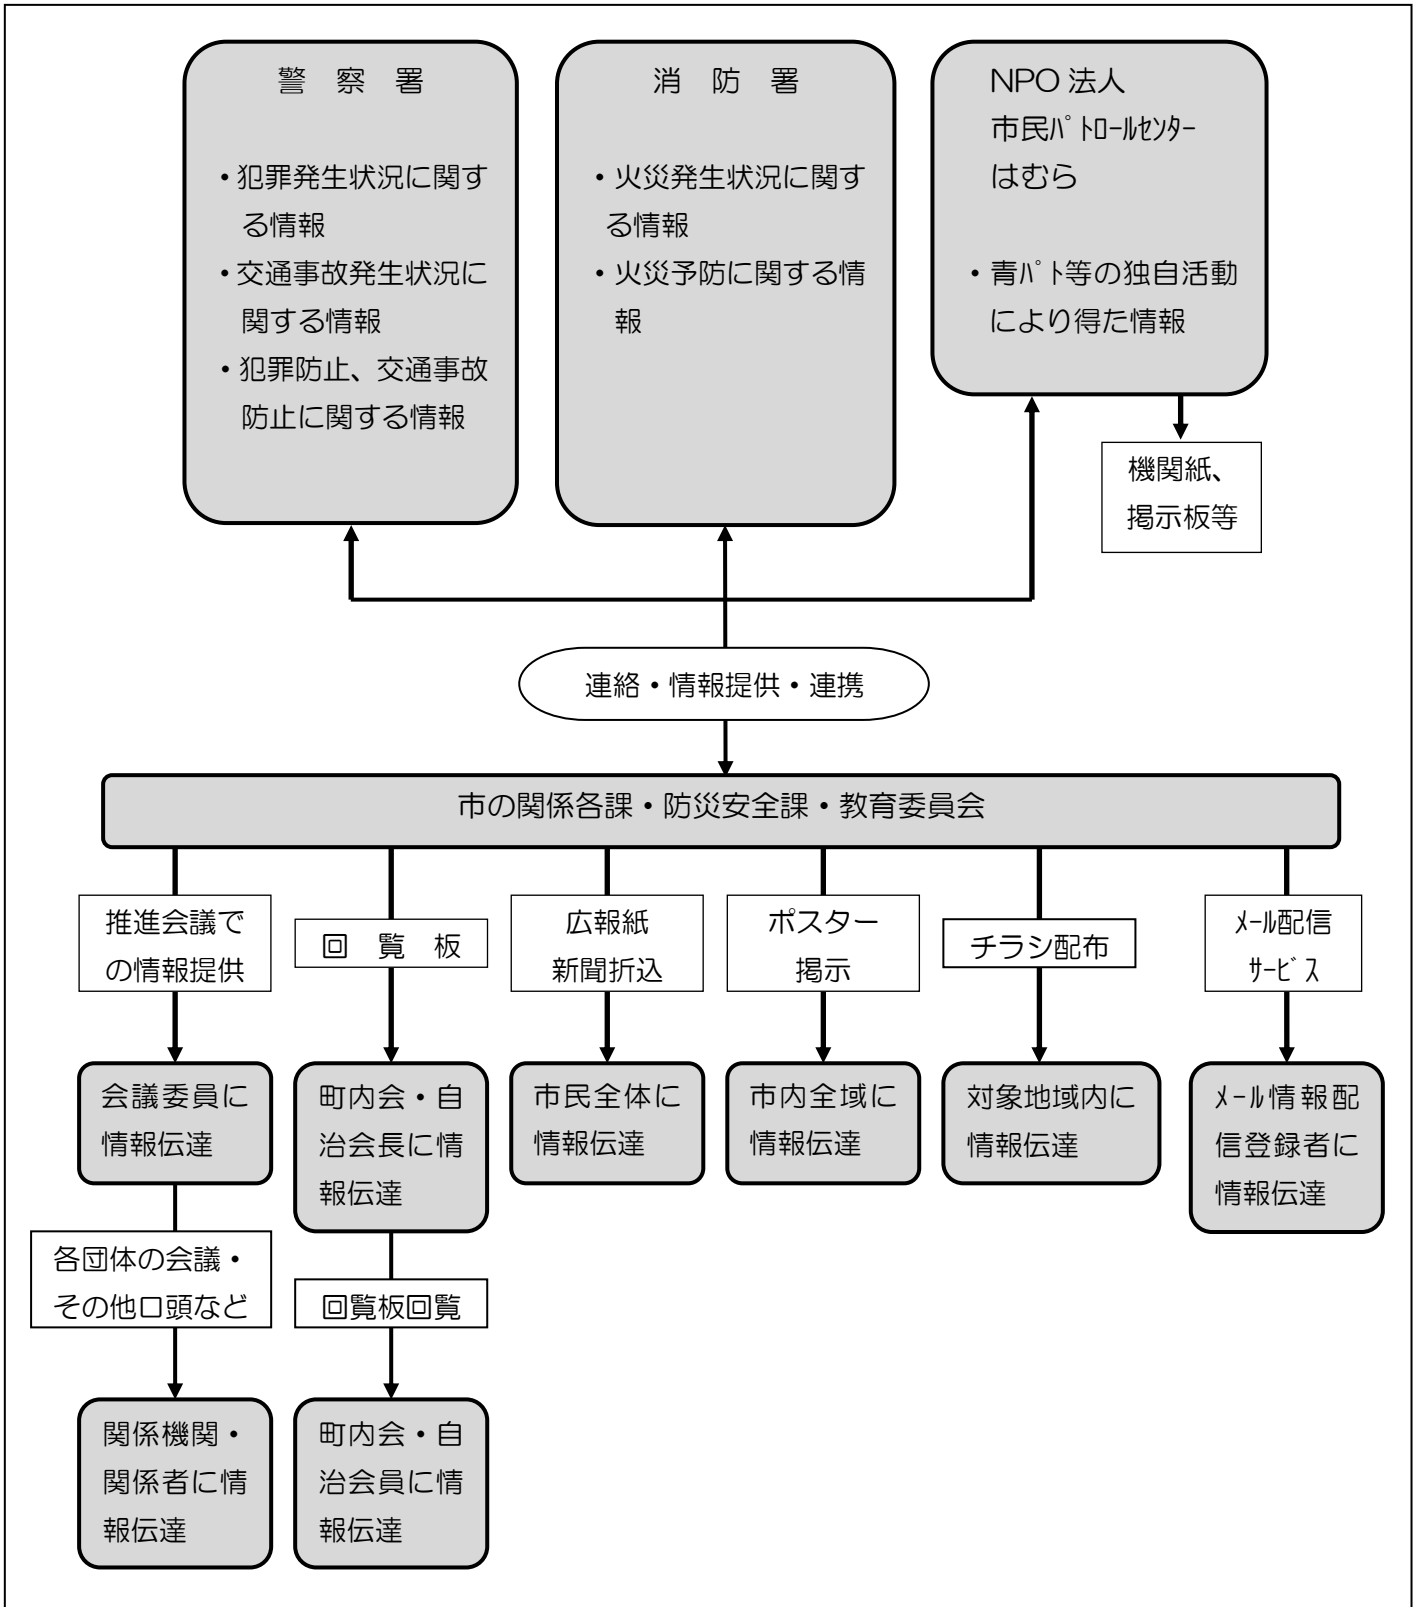 警　察　署
・犯罪発生状況に関す
る情報
・交通事故発生状況に
関する情報
・犯罪防止、交通事故
防止に関する情報
消　防　署
・火災発生状況に関す
る情報
・火災予防に関する情
報
NPO 法人
市民ﾊﾟﾄﾛｰﾙｾﾝﾀｰ
はむら
・青ﾊﾟﾄ等の独自活動
により得た情報
機関紙、
掲示板等
連絡・情報提供・連携
市の関係各課・防災安全課・教育委員会
推進会議で
の情報提供
回　覧　板
広報紙
新聞折込
ポスター
掲示
チラシ配布
ﾒｰﾙ配信
ｻｰﾋﾞｽ
会議委員に
情報伝達
町内会・自
治会長に情
報伝達
市民全体に
情報伝達
市内全域に
情報伝達
対象地域内に
情報伝達
ﾒｰﾙ情報配
信登録者に
情報伝達
各団体の会議・
その他口頭など
回覧板回覧
関係機関・
関係者に情
報伝達
町内会・自
治会員に情
報伝達